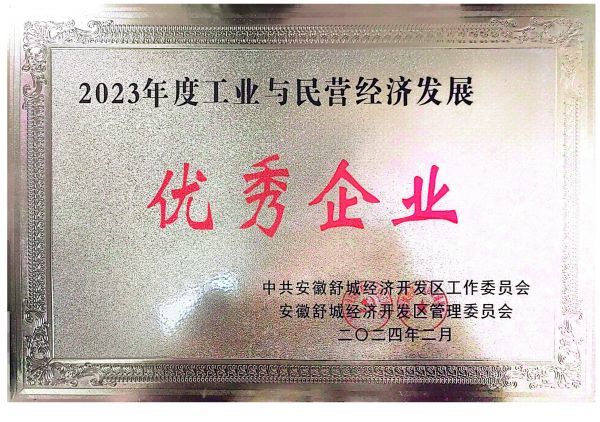 2023年度工业与民营经济发展
优秀企业
中共安徽舒城经济开发区工作委员会
安徽舒城经济开发区管理委员会
二〇二四年二月